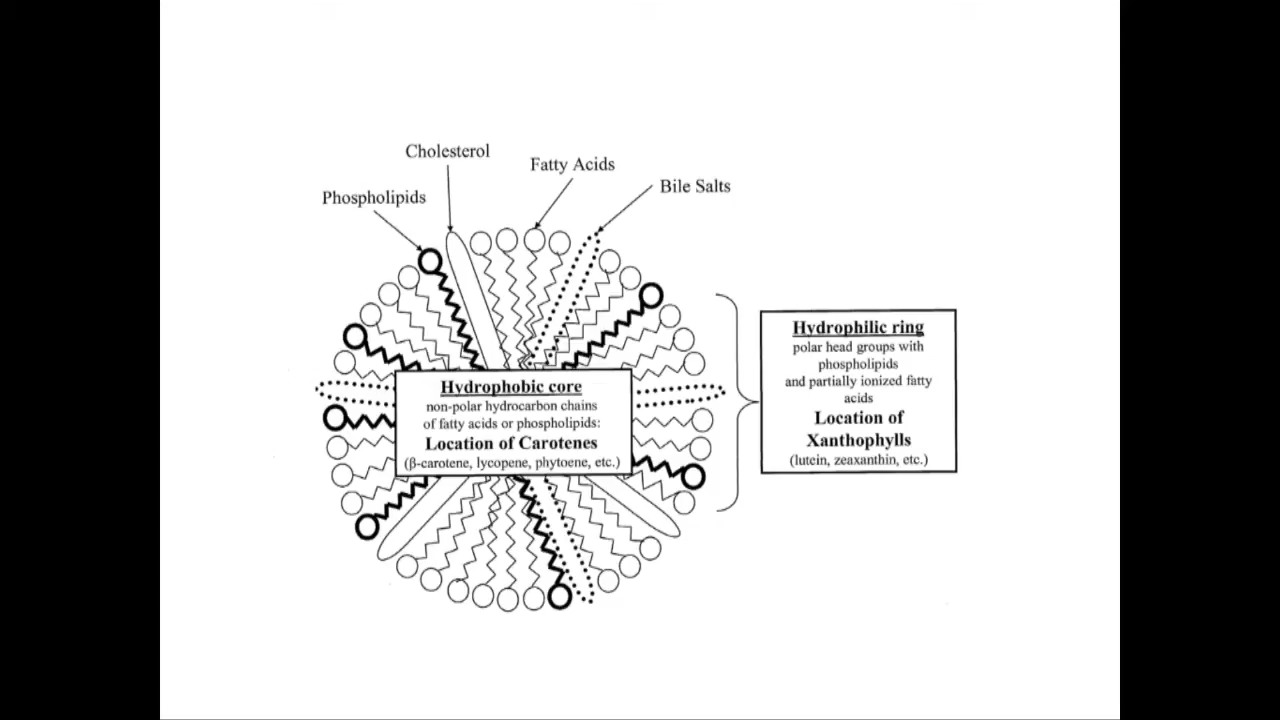 Cholesterol
Fatty Acids
Bile Salts
Phospholipids
Hydrophobic core
non-polar hydrocarbon chains
of fatty acids or phospholipids:
Location of Carotenes
(β-carotene, lycopene, phytoene, etc.)
Hydrophilic ring
polar head groups with
phospholipids
and partially ionized fatty
acids
Location of
Xanthophylls
(lutein, zeaxanthin, etc.)